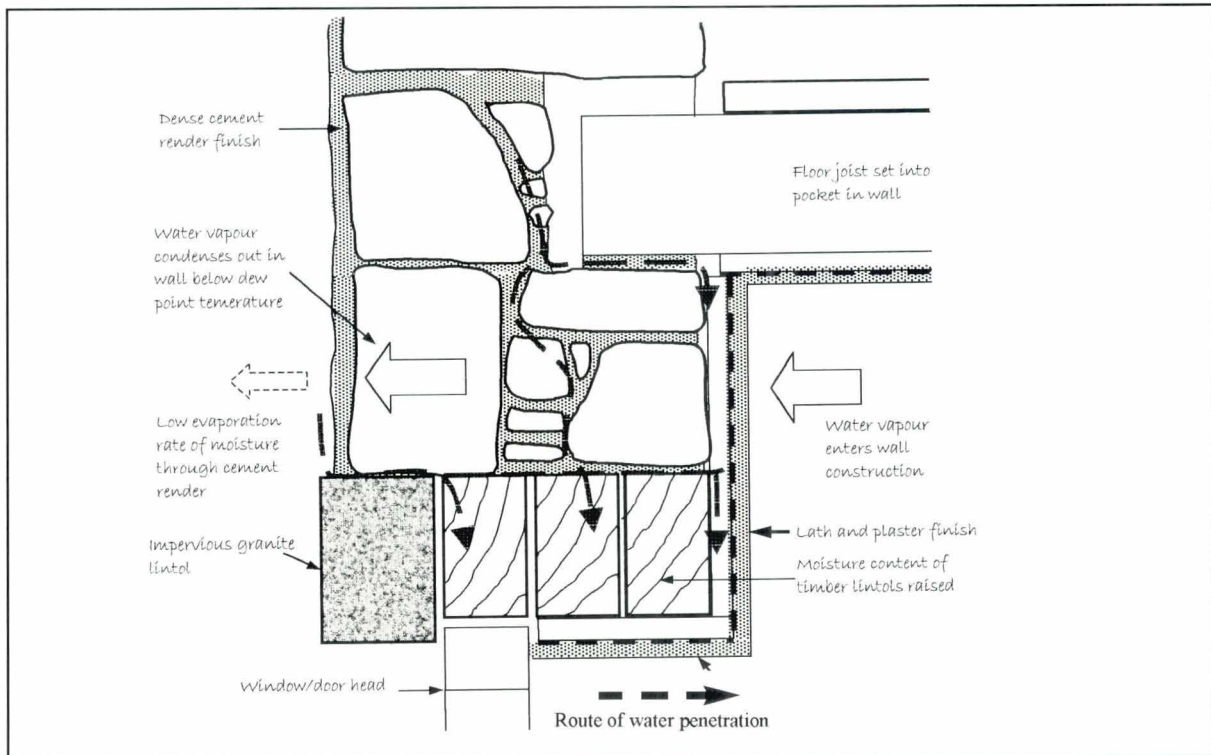 Dense cement
render finish
Floor joist set into
pocket in wall
Water vapour
condenses out in
wall below dew
point temerature
Low evaporation
rate of moisture
through cement
render
Water vapour
enters wall
construction
Impervious granite
lintol
Lath and plaster finish
Moisture content of
timber lintols raised
Window/door head
Route of water penetration